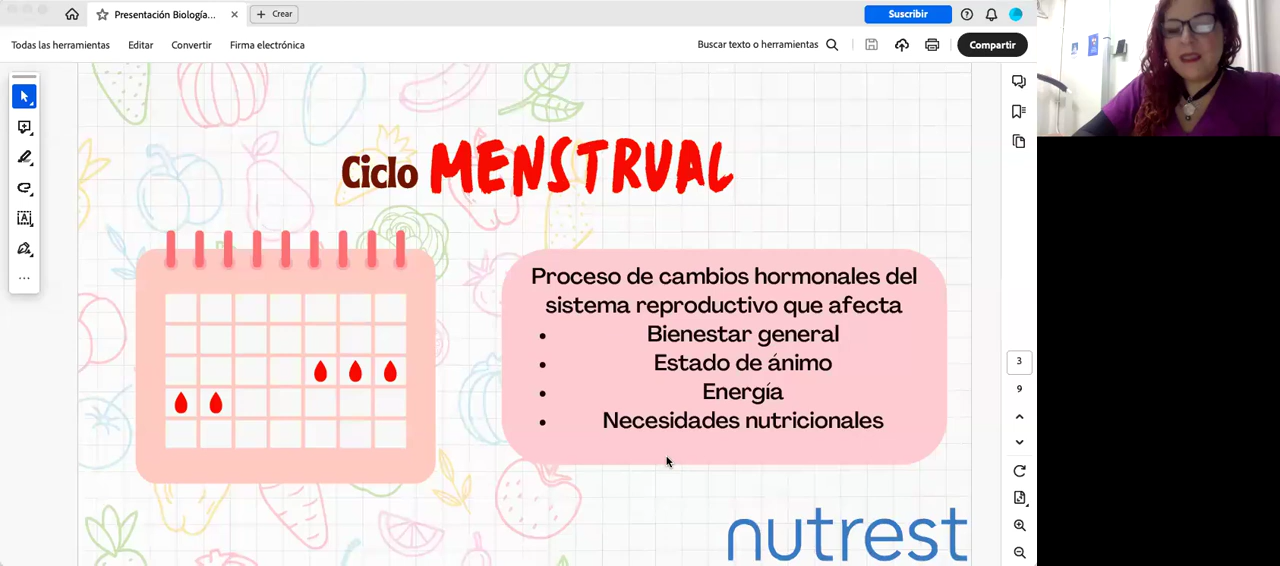 Presentación Biología...
Crear
Suscribir
Todas las herramientas
Editar
Convertir
Firma electrónica
Buscar texto o herramientas
Compartir
Ciclo MENSTRUAL
Proceso de cambios hormonales del
sistema reproductivo que afecta
• Bienestar general
• Estado de ánimo
• Energía
• Necesidades nutricionales
3
9
nutrest